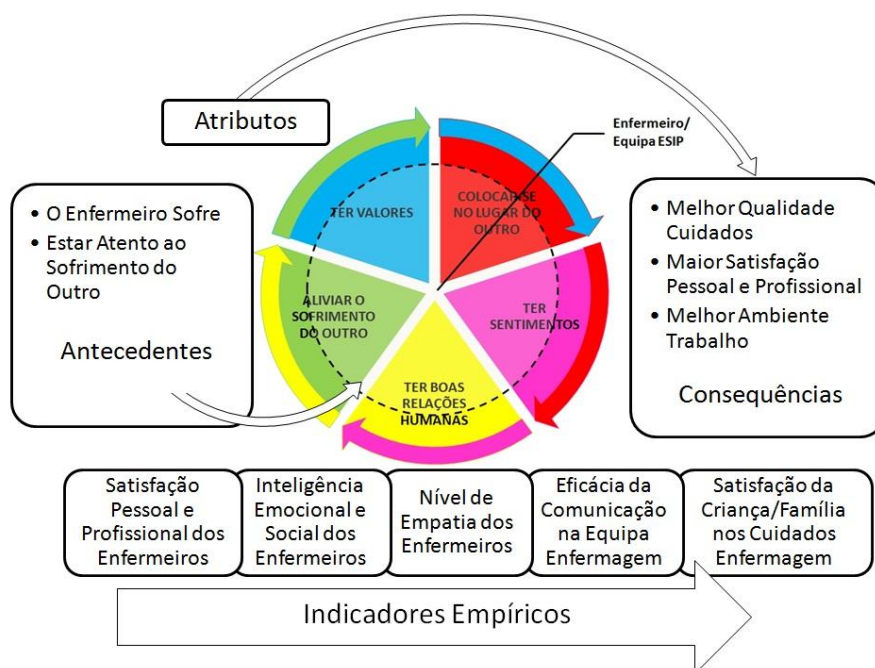 Atributos
Enfermeiro/
Equipa ESIP
TER VALORES
COLOCAR-SE
NO LUGAR DO
OUTRO
TER
SENTIMENTOS
TER BOAS
RELAÇÕES
HUMANAS
ALIVIAR O
SOFRIMENTO
DO OUTRO
• O Enfermeiro Sofre
• Estar Atento ao
Sofrimento do
Outro
Antecedentes
• Melhor Qualidade
Cuidados
• Maior Satisfação
Pessoal e Profissional
• Melhor Ambiente
Trabalho
Consequências
Satisfação
Pessoal e
Profissional dos
Enfermeiros
Inteligência
Emocional e
Social dos
Enfermeiros
Nível de
Empatia dos
Enfermeiros
Eficácia da
Comunicação
na Equipa
Enfermagem
Satisfação da
Criança/Família
nos Cuidados
Enfermagem
Indicadores Empíricos